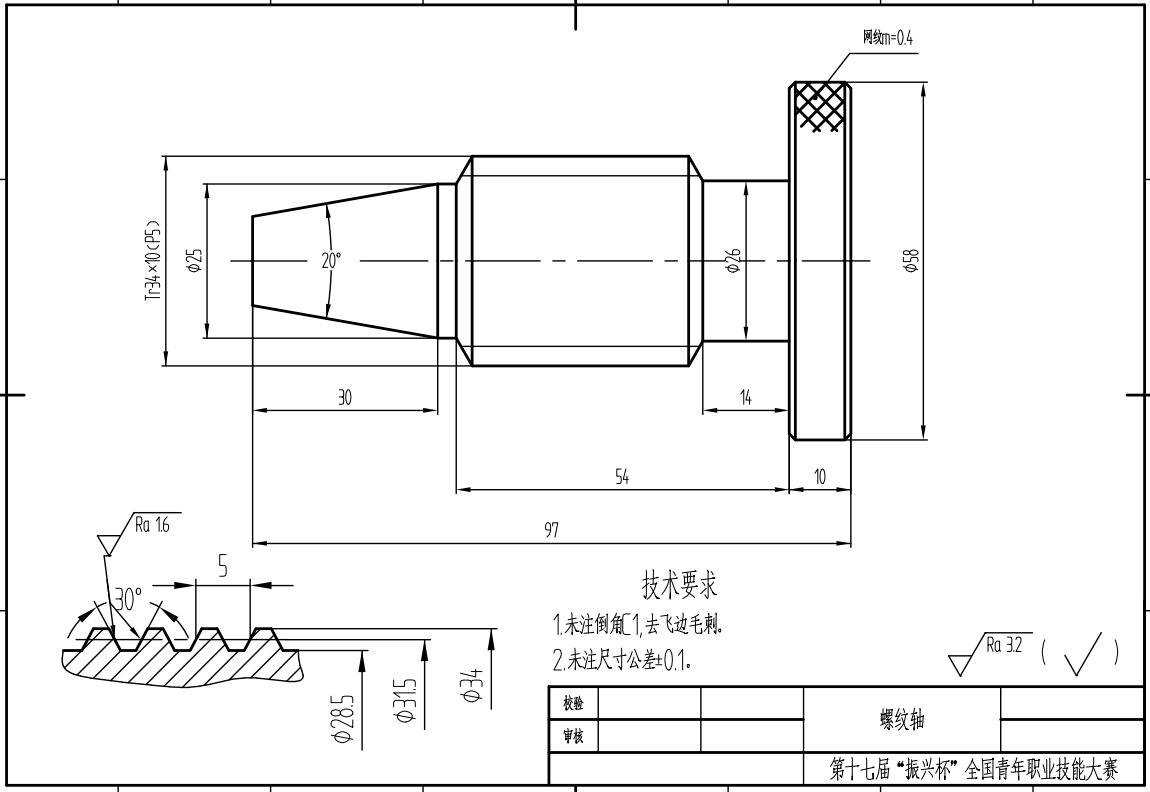 网纹m=0.4
Tr34×10(P5)
φ25
20°
φ26
φ58
30
14
54
10
97
Ra 1.6
30°
5
φ28.5
φ31.5
φ34
技术要求
1.未注倒角C1,去飞边毛刺。
2.未注尺寸公差±0.1。
Ra 3.2 ( )
校验
审核
螺纹轴
第十七届“振兴杯”全国青年职业技能大赛